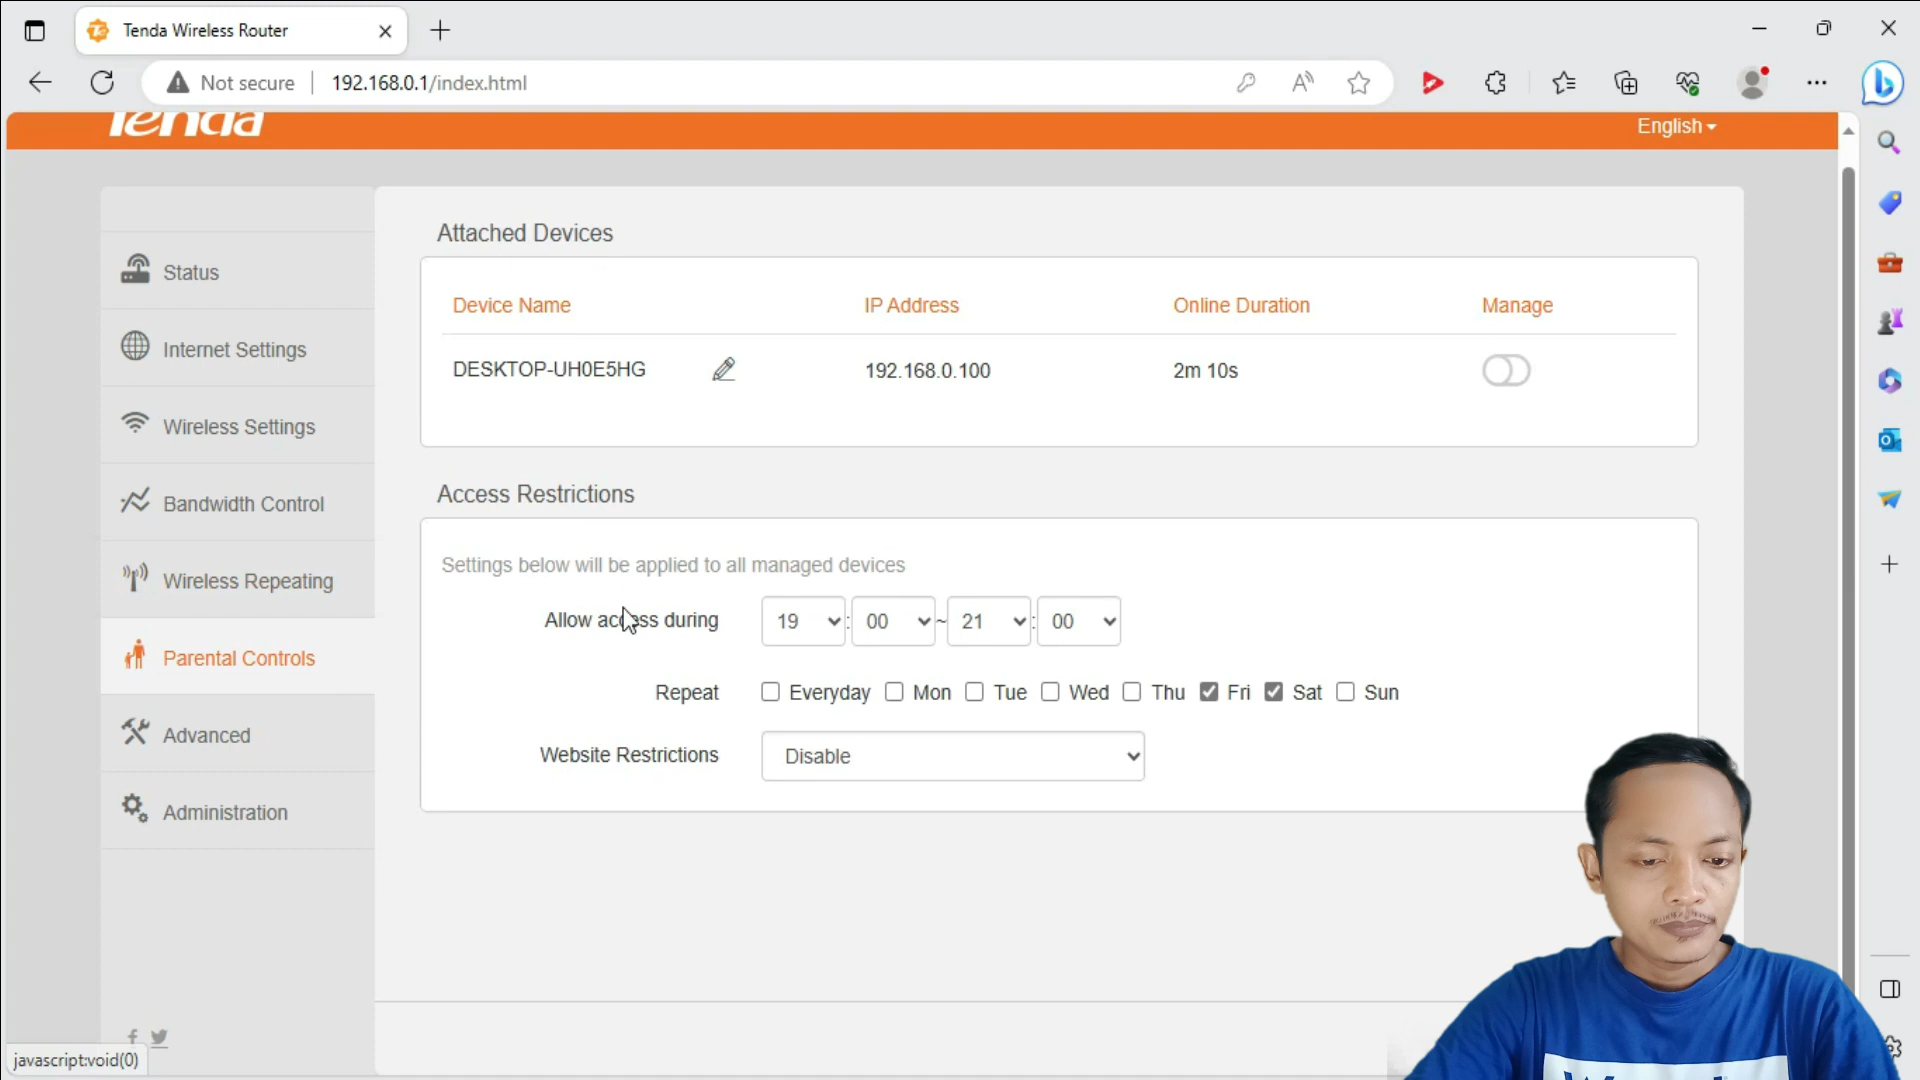 Tenda Wireless Router
Not secure
192.168.0.1/index.html
Tenda
English
Status
Internet Settings
Wireless Settings
Bandwidth Control
Wireless Repeating
Parental Controls
Advanced
Administration
Attached Devices
Device Name IP Address Online Duration Manage
DESKTOP-UH0E5HG 192.168.0.100 2m 10s
Access Restrictions
Settings below will be applied to all managed devices
Allow access during 19 : 00 ~ 21 : 00
Repeat Everyday Mon Tue Wed Thu Fri Sat Sun
Website Restrictions Disable
javascript:void(0)